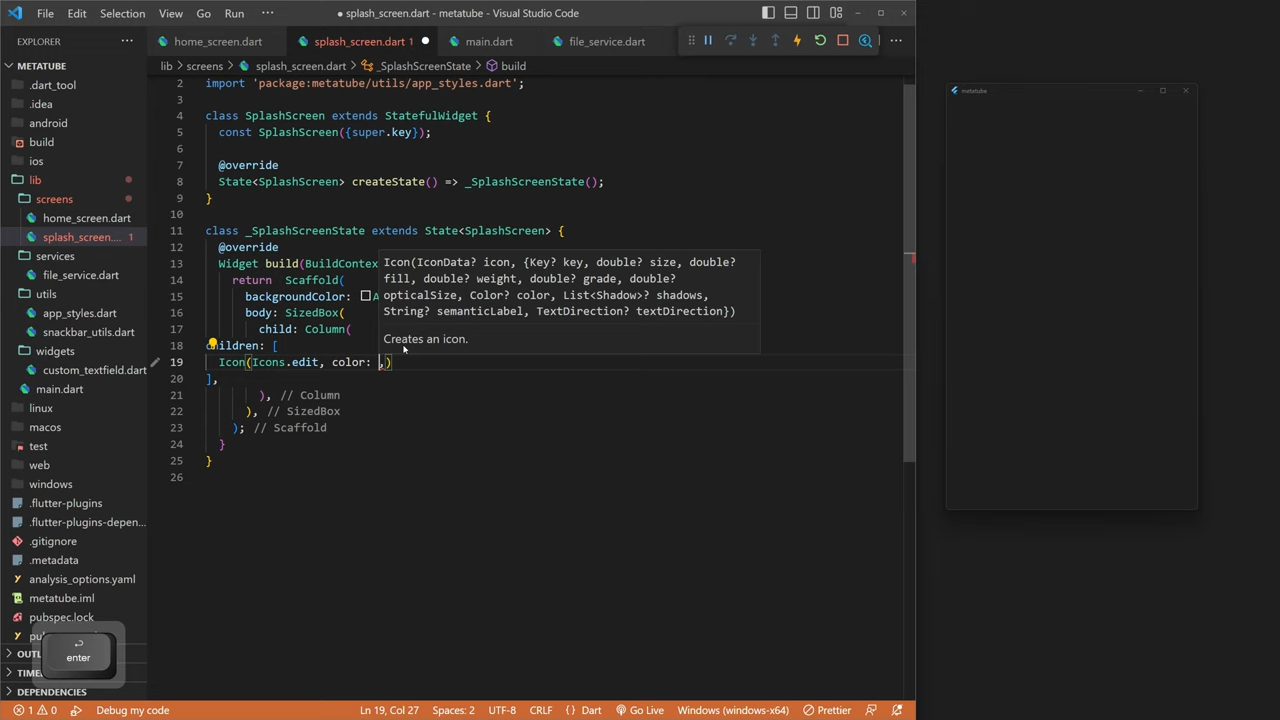 File Edit Selection View Go Run ··· ● splash_screen.dart - metatube - Visual Studio Code
EXPLORER ···
home_screen.dart splash_screen.dart 1 ● main.dart file_service.dart ···
METATUBE
lib > screens > splash_screen.dart > _SplashScreenState > build
.dart_tool
.idea
android
build
ios
lib
screens
home_screen.dart
splash_screen.... 1
services
file_service.dart
utils
app_styles.dart
snackbar_utils.dart
widgets
custom_textfield.dart
main.dart
linux
macos
test
web
windows
.flutter-plugins
.flutter-plugins-depen...
.gitignore
.metadata
analysis_options.yaml
metatube.iml
pubspec.lock
OUTL
TIME
DEPENDENCIES
2 import 'package:metatube/utils/app_styles.dart';
3
4 class SplashScreen extends StatefulWidget {
5 const SplashScreen({super.key});
6
7 @override
8 State<SplashScreen> createState() => _SplashScreenState();
9 }
10
11 class _SplashScreenState extends State<SplashScreen> {
12 @override
13 Widget build(BuildContex
14 return Scaffold(
15 backgroundColor: A
16 body: SizedBox(
17 child: Column(
18 children: [
19 Icon(Icons.edit, color: ,)
20 ],
21 ), // Column
22 ), // SizedBox
23 ); // Scaffold
24 }
25 }
26
Icon(IconData? icon, {Key? key, double? size, double?
fill, double? weight, double? grade, double?
opticalSize, Color? color, List<Shadow>? shadows,
String? semanticLabel, TextDirection? textDirection})
Creates an icon.
enter
metatube
1 0 Debug my code Ln 19, Col 27 Spaces: 2 UTF-8 CRLF {} Dart Go Live Windows (windows-x64) Prettier